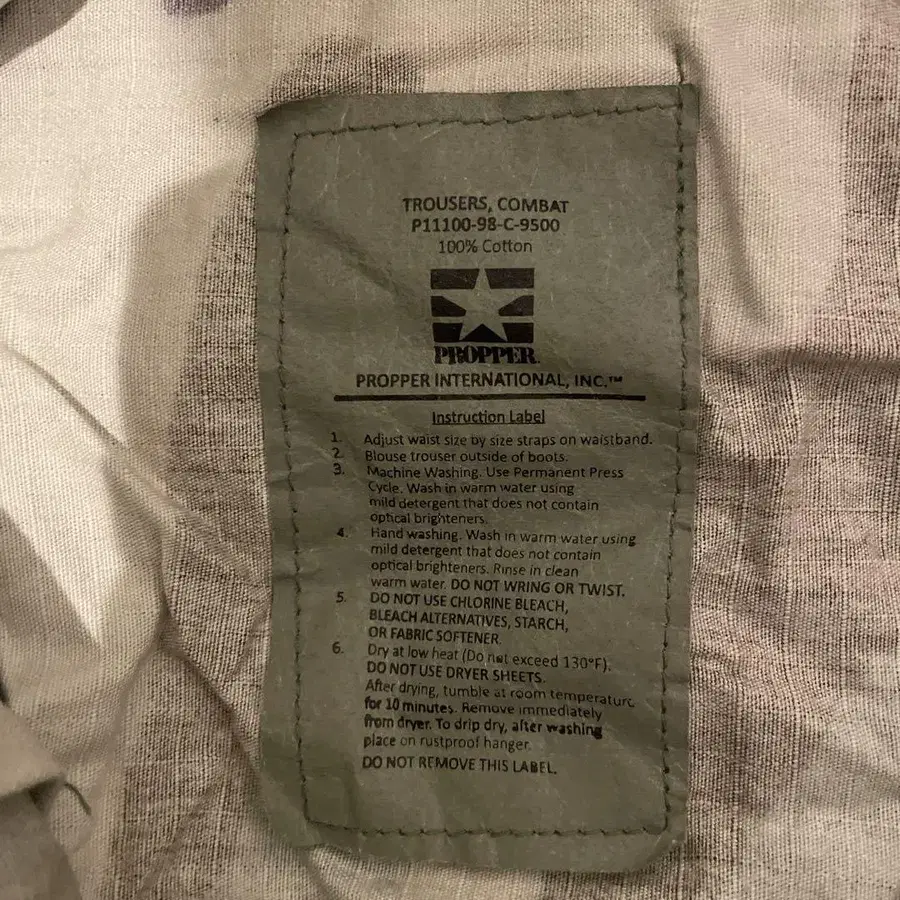 TROUSERS, COMBAT
P11100-98-C-9500
100% Cotton
PROPPER
PROPPER INTERNATIONAL, INC.™
Instruction Label
1. Adjust waist size by size straps on waistband.
2. Blouse trouser outside of boots.
3. Machine Washing. Use Permanent Press
Cycle. Wash in warm water using
mild detergent that does not contain
optical brighteners.
4. Hand washing. Wash in warm water using
mild detergent that does not contain
optical brighteners. Rinse in clean
warm water. DO NOT WRING OR TWIST.
5. DO NOT USE CHLORINE BLEACH,
BLEACH ALTERNATIVES, STARCH,
OR FABRIC SOFTENER.
6. Dry at low heat (Do not exceed 130°F).
DO NOT USE DRYER SHEETS.
After drying, tumble at room temperature
for 10 minutes. Remove immediately
from dryer. To drip dry, after washing
place on rustproof hanger.
DO NOT REMOVE THIS LABEL.